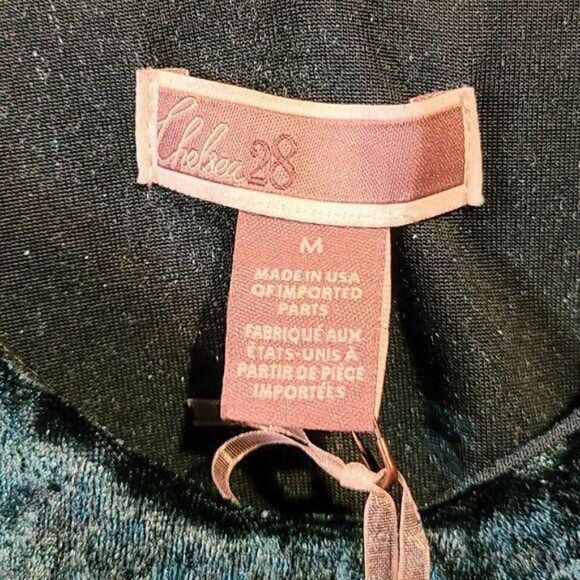 Chelsea 28
M
MADE IN USA
OF IMPORTED
PARTS
FABRIQUÉ AUX
ÉTATS-UNIS À
PARTIR DE PIÈCE
IMPORTÉES